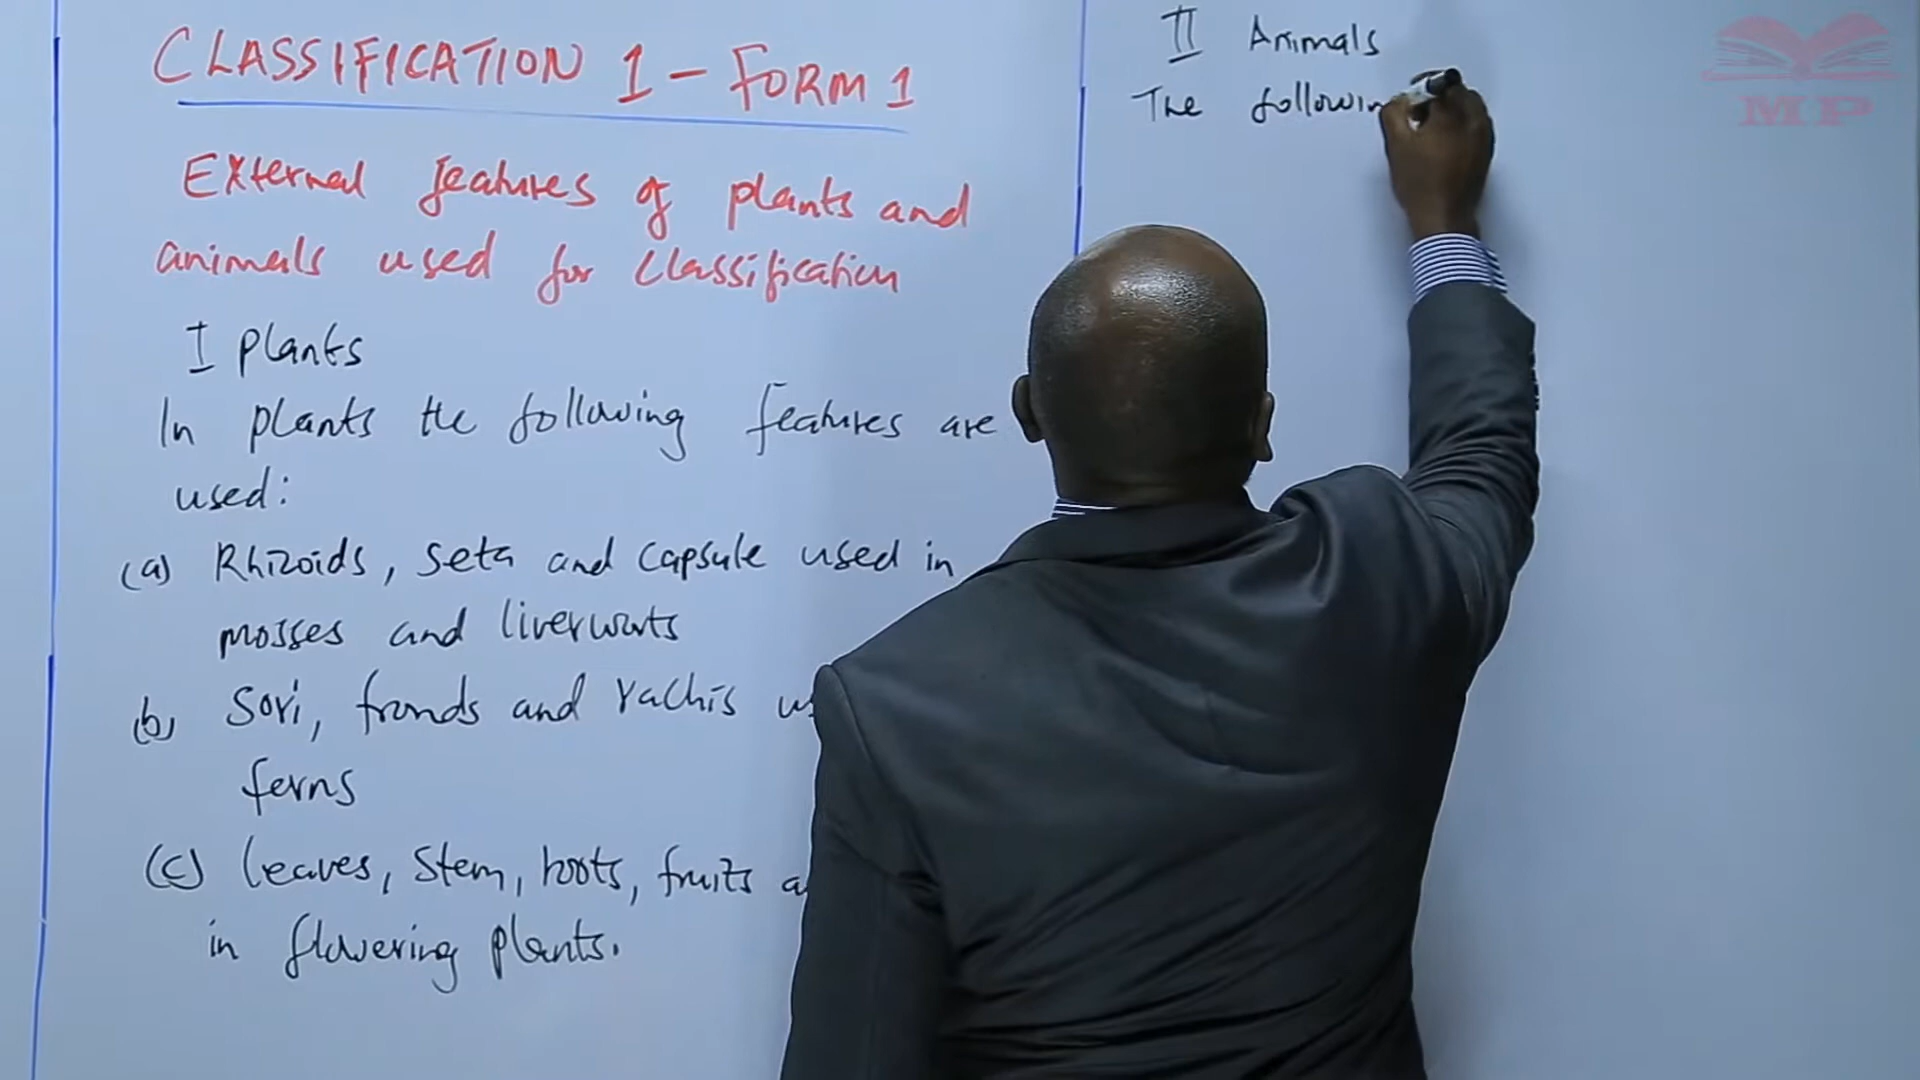 CLASSIFICATION 1 - FORM 1
External features of plants and
animals used for classification
I plants
In plants the following features are
used:
(a) Rhizoids, seta and capsule used in
mosses and liverworts
(b) Sori, fronds and rachis
ferns
(c) leaves, stem, roots, fruits
in flowering plants.
II Animals
The followin
MP